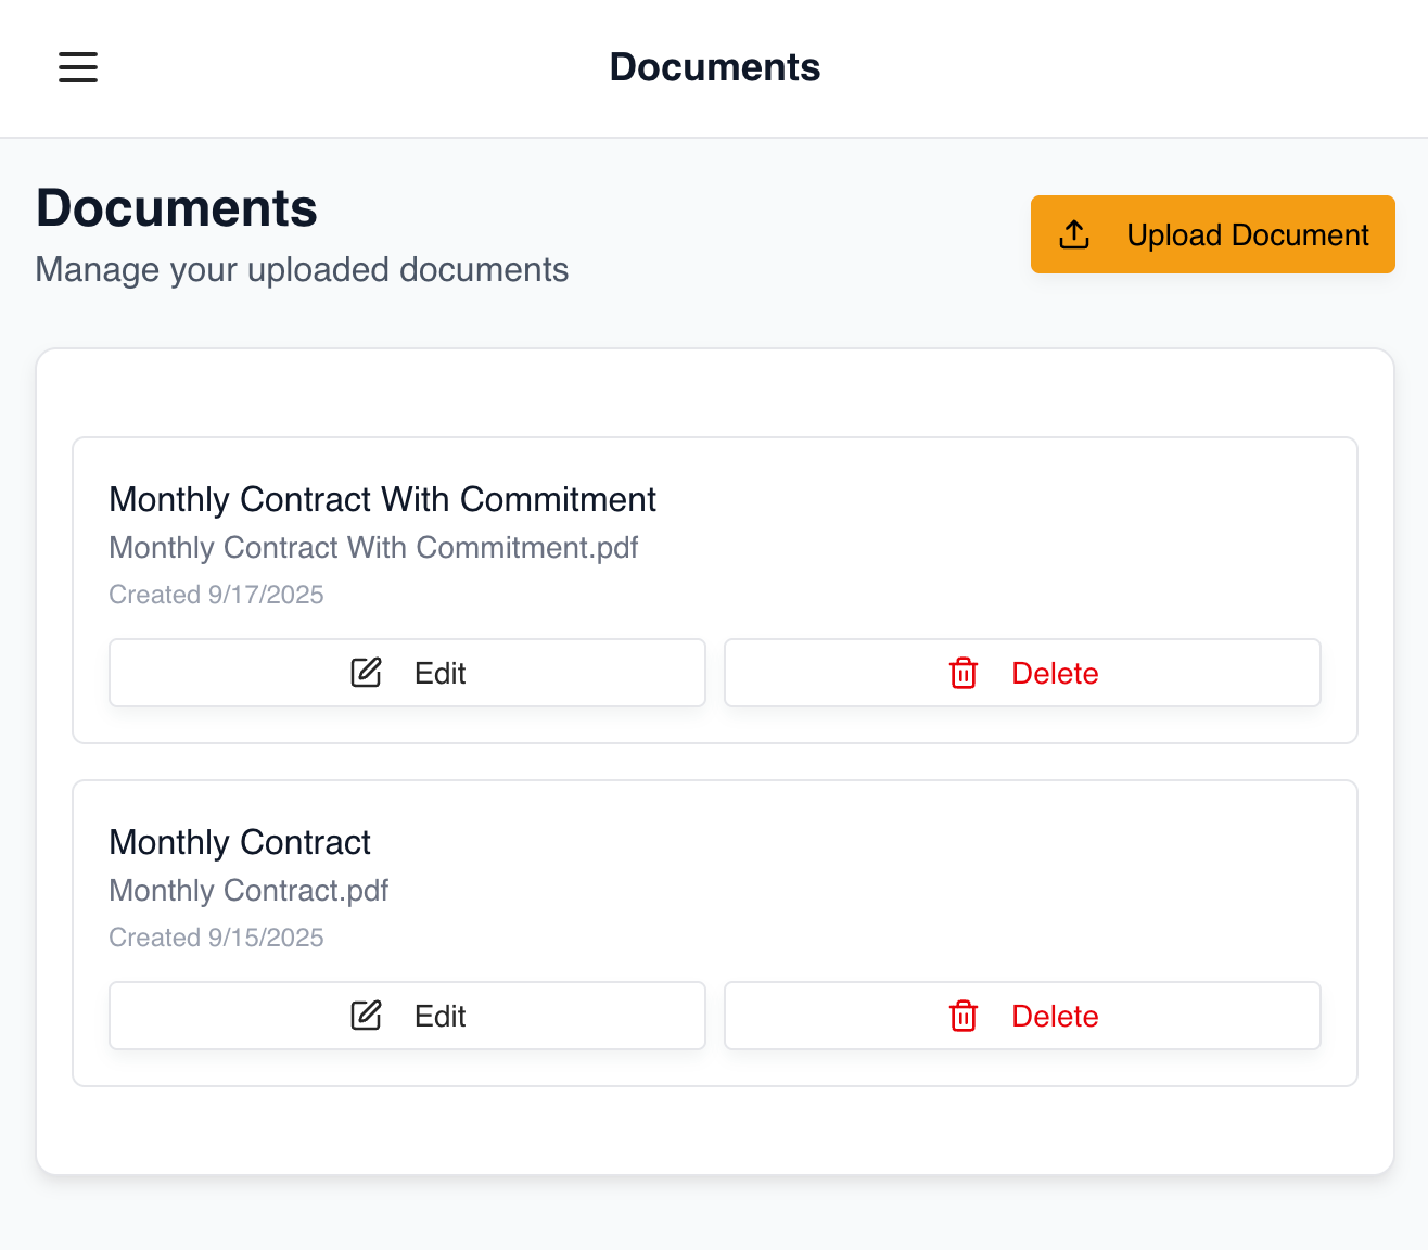 Documents
Documents
Manage your uploaded documents
Upload Document
Monthly Contract With Commitment
Monthly Contract With Commitment.pdf
Created 9/17/2025
Edit
Delete
Monthly Contract
Monthly Contract.pdf
Created 9/15/2025
Edit
Delete